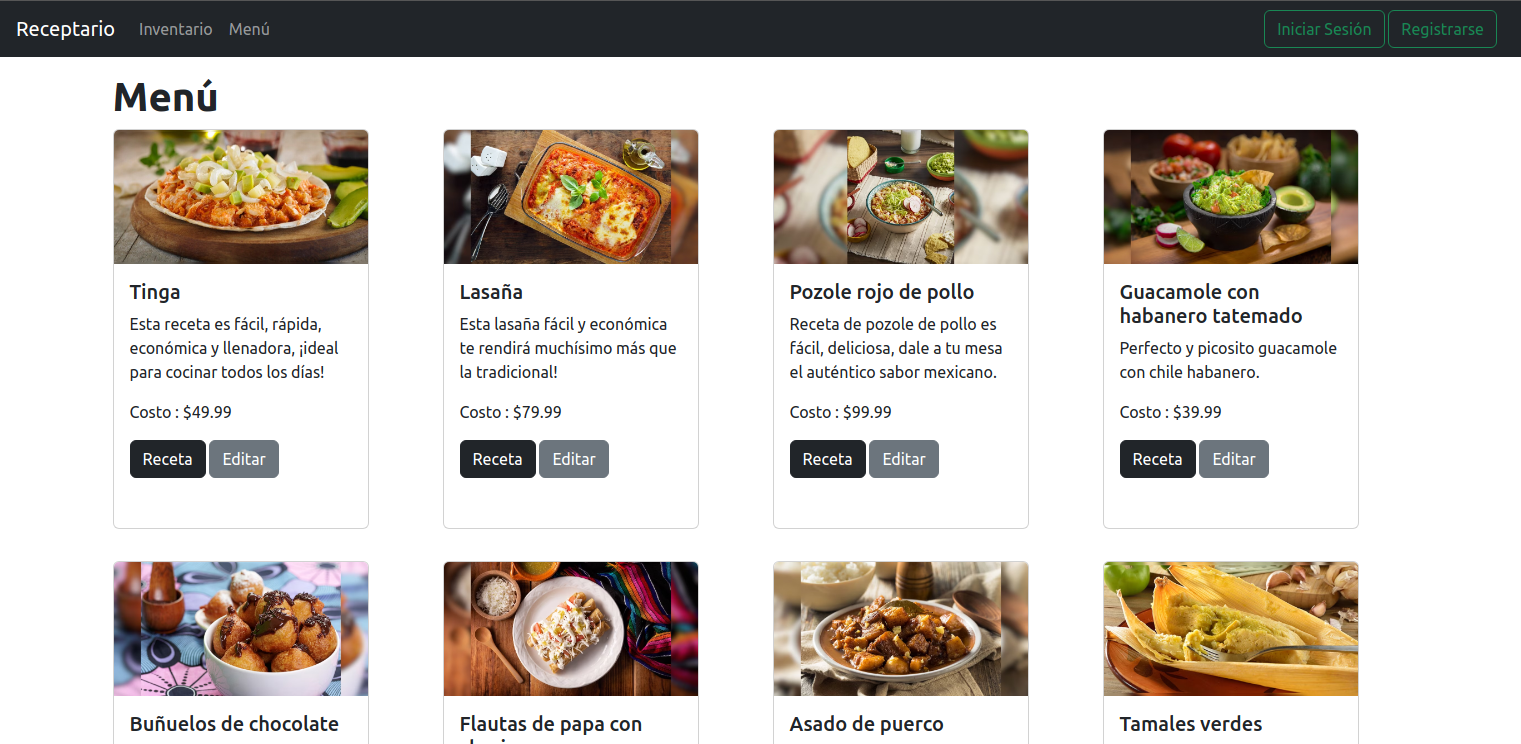 Receptario Inventario Menú Iniciar Sesión Registrarse
Menú
Tinga
Esta receta es fácil, rápida,
económica y llenadora, ¡ideal
para cocinar todos los días!
Costo : $49.99
Receta Editar
Lasaña
Esta lasaña fácil y económica
te rendirá muchísimo más que
la tradicional!
Costo : $79.99
Receta Editar
Pozole rojo de pollo
Receta de pozole de pollo es
fácil, deliciosa, dale a tu mesa
el auténtico sabor mexicano.
Costo : $99.99
Receta Editar
Guacamole con
habanero tatemado
Perfecto y picosito guacamole
con chile habanero.
Costo : $39.99
Receta Editar
Buñuelos de chocolate
Flautas de papa con
Asado de puerco
Tamales verdes